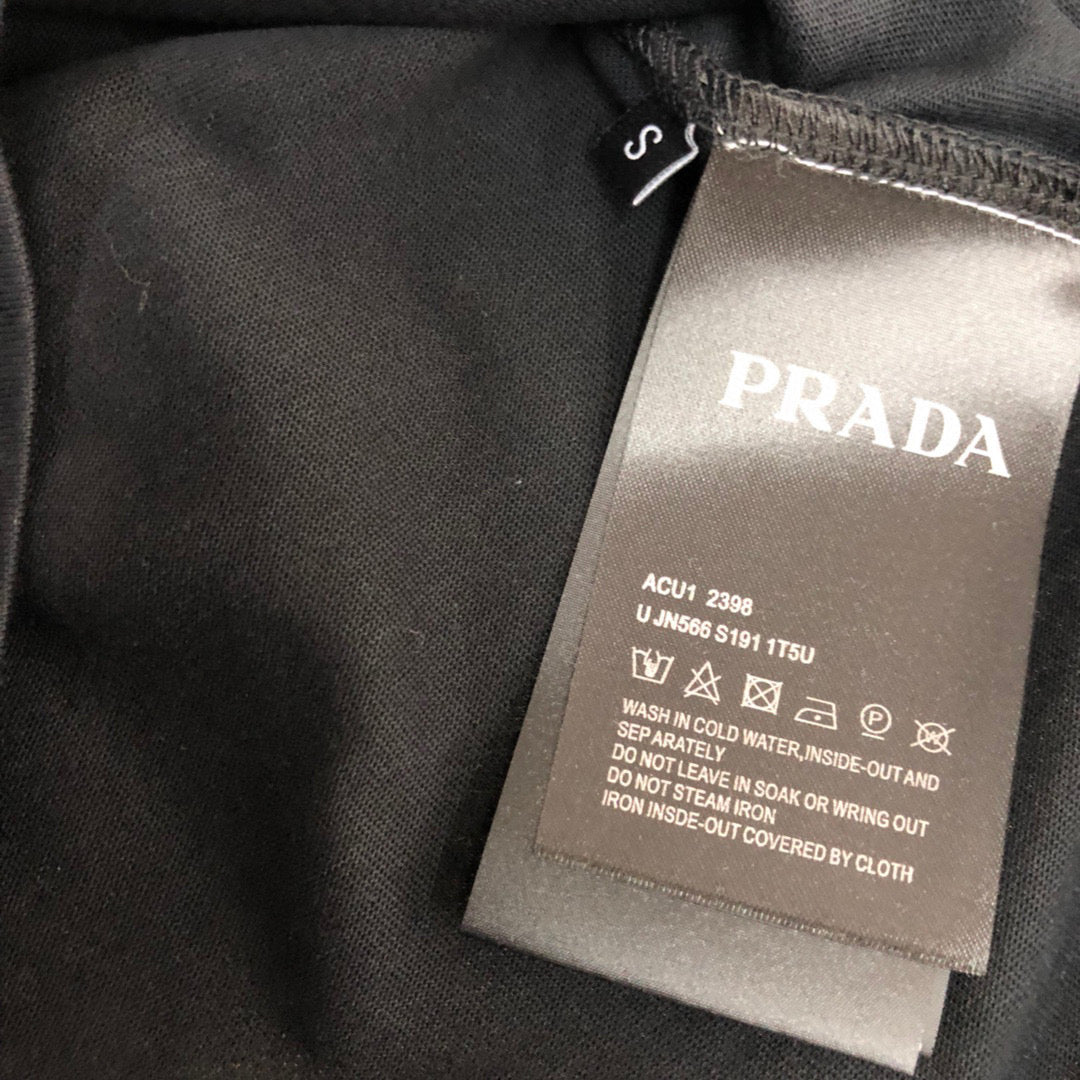 S
PRADA
ACU1 2398
U JN566 S191 1T5U
P
W
WASH IN COLD WATER,INSIDE-OUT AND
SEP ARATELY
DO NOT LEAVE IN SOAK OR WRING OUT
DO NOT STEAM IRON
IRON INSDE-OUT COVERED BY CLOTH